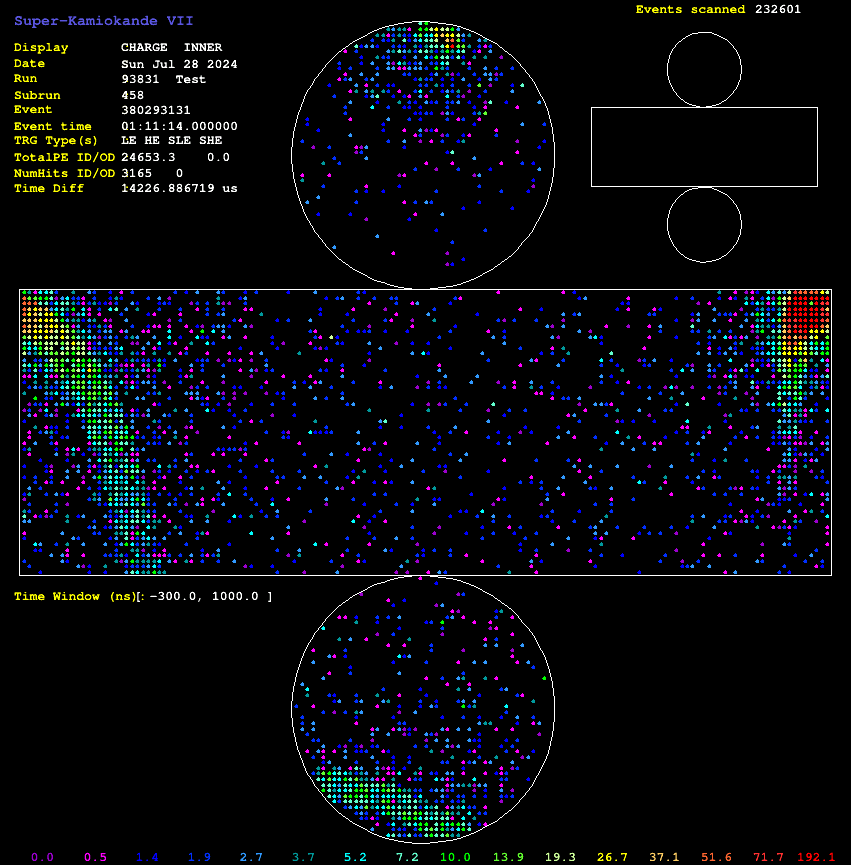 Super-Kamiokande VII
Events scanned 232601
Display CHARGE INNER
Date Sun Jul 28 2024
Run 93831 Test
Subrun 458
Event 380293131
Event time 01:11:14.000000
TRG Type(s) LE HE SLE SHE
TotalPE ID/OD 24653.3 0.0
NumHits ID/OD 3165 0
Time Diff 14226.886719 us
Time Window (ns)[: −300.0, 1000.0 ]
0.0 0.5 1.4 1.9 2.7 3.7 5.2 7.2 10.0 13.9 19.3 26.7 37.1 51.6 71.7 192.1